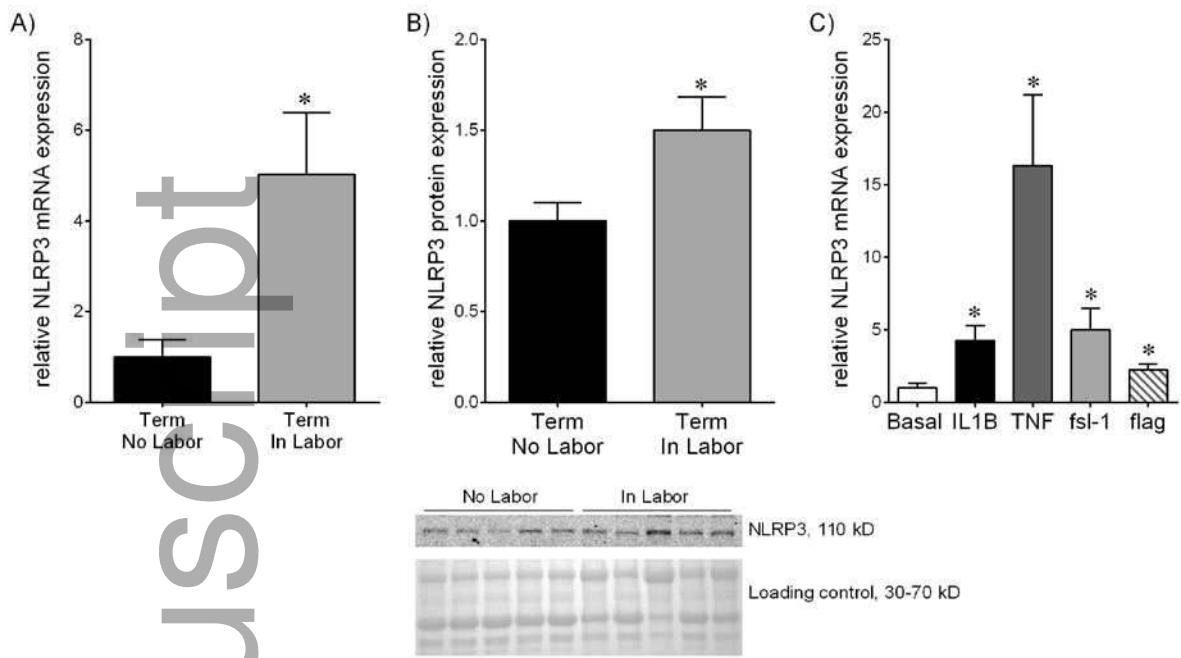 A)
relative NLRP3 mRNA expression
8
6
4
2
0
*
Term
No Labor
Term
In Labor
B)
relative NLRP3 protein expression
2.0
1.5
1.0
0.5
0.0
*
Term
No Labor
Term
In Labor
C)
relative NLRP3 mRNA expression
25
20
15
10
5
0
*
*
*
*
Basal IL1B TNF fsl-1 flag
No Labor In Labor
NLRP3, 110 kD
Loading control, 30-70 kD
uscript